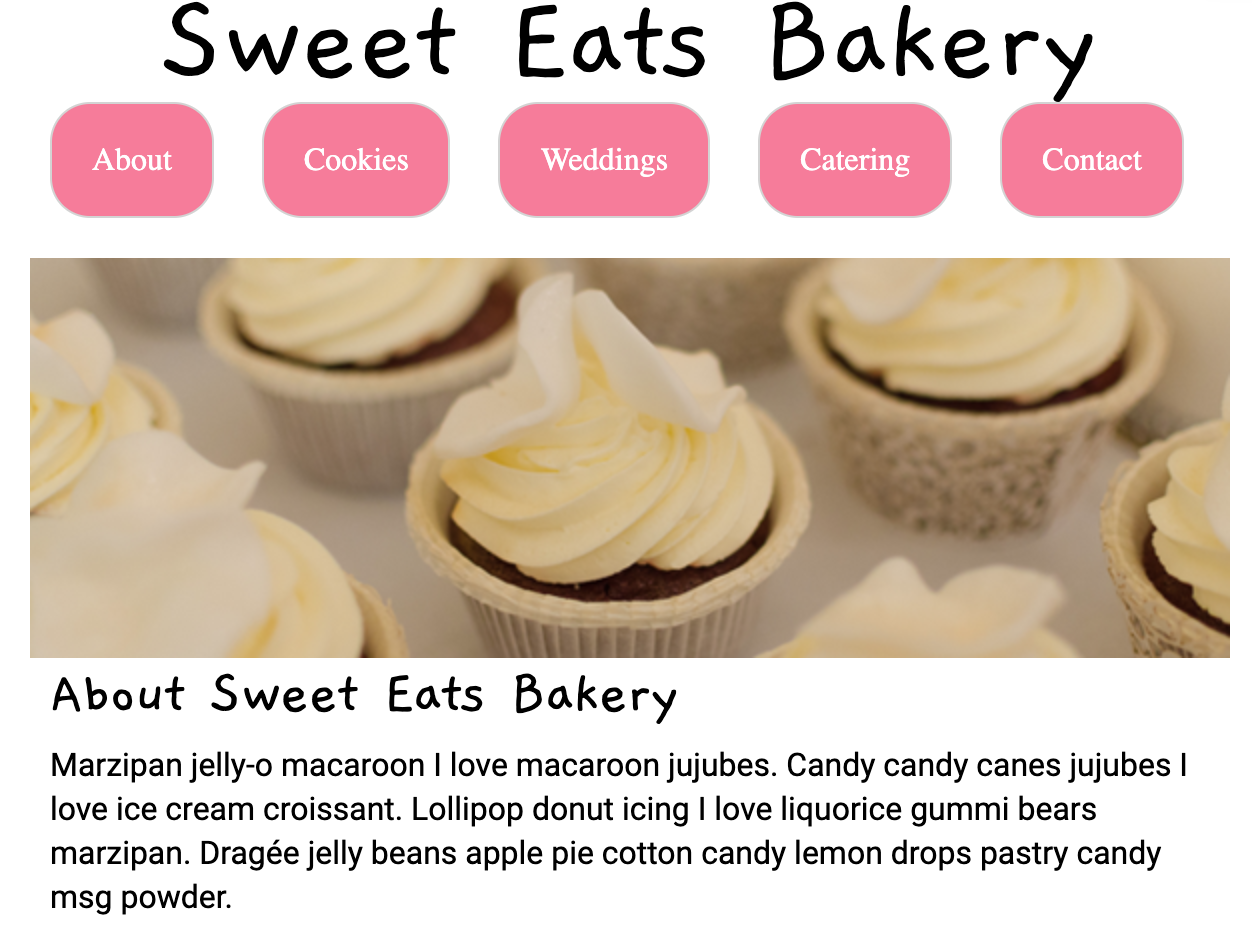 Sweet Eats Bakery
About Cookies Weddings Catering Contact
About Sweet Eats Bakery
Marzipan jelly-o macaroon I love macaroon jujubes. Candy candy canes jujubes I
love ice cream croissant. Lollipop donut icing I love liquorice gummi bears
marzipan. Dragée jelly beans apple pie cotton candy lemon drops pastry candy
msg powder.